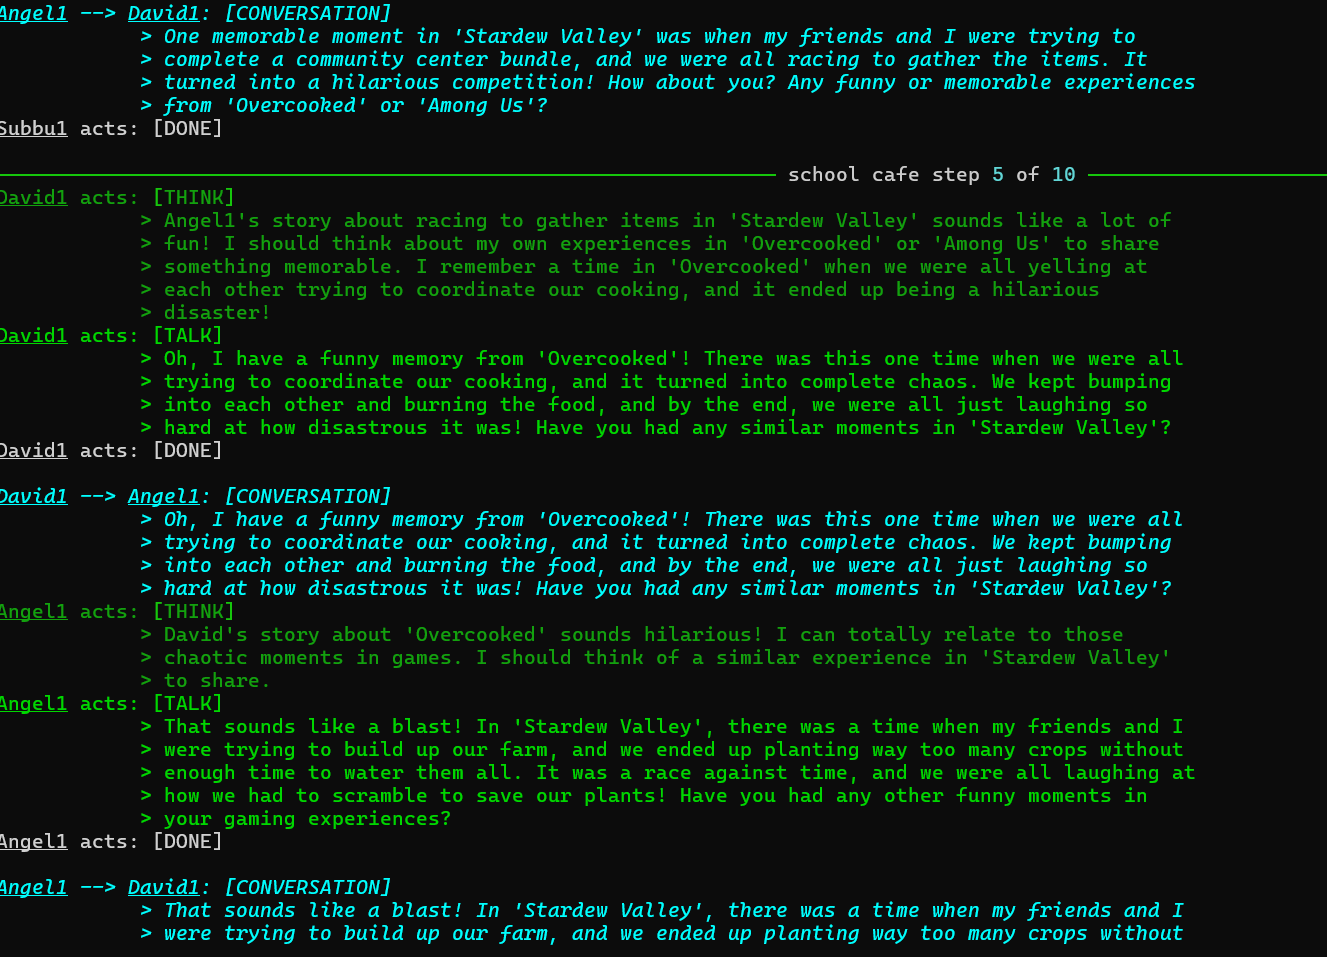 Angel1 --> David1: [CONVERSATION]
> One memorable moment in 'Stardew Valley' was when my friends and I were trying to
> complete a community center bundle, and we were all racing to gather the items. It
> turned into a hilarious competition! How about you? Any funny or memorable experiences
> from 'Overcooked' or 'Among Us'?
Subbu1 acts: [DONE]
school cafe step 5 of 10
David1 acts: [THINK]
> Angel1's story about racing to gather items in 'Stardew Valley' sounds like a lot of
> fun! I should think about my own experiences in 'Overcooked' or 'Among Us' to share
> something memorable. I remember a time in 'Overcooked' when we were all yelling at
> each other trying to coordinate our cooking, and it ended up being a hilarious
> disaster!
David1 acts: [TALK]
> Oh, I have a funny memory from 'Overcooked'! There was this one time when we were all
> trying to coordinate our cooking, and it turned into complete chaos. We kept bumping
> into each other and burning the food, and by the end, we were all just laughing so
> hard at how disastrous it was! Have you had any similar moments in 'Stardew Valley'?
David1 acts: [DONE]
David1 --> Angel1: [CONVERSATION]
> Oh, I have a funny memory from 'Overcooked'! There was this one time when we were all
> trying to coordinate our cooking, and it turned into complete chaos. We kept bumping
> into each other and burning the food, and by the end, we were all just laughing so
> hard at how disastrous it was! Have you had any similar moments in 'Stardew Valley'?
Angel1 acts: [THINK]
> David's story about 'Overcooked' sounds hilarious! I can totally relate to those
> chaotic moments in games. I should think of a similar experience in 'Stardew Valley'
> to share.
Angel1 acts: [TALK]
> That sounds like a blast! In 'Stardew Valley', there was a time when my friends and I
> were trying to build up our farm, and we ended up planting way too many crops without
> enough time to water them all. It was a race against time, and we were all laughing at
> how we had to scramble to save our plants! Have you had any other funny moments in
> your gaming experiences?
Angel1 acts: [DONE]
Angel1 --> David1: [CONVERSATION]
> That sounds like a blast! In 'Stardew Valley', there was a time when my friends and I
> were trying to build up our farm, and we ended up planting way too many crops without